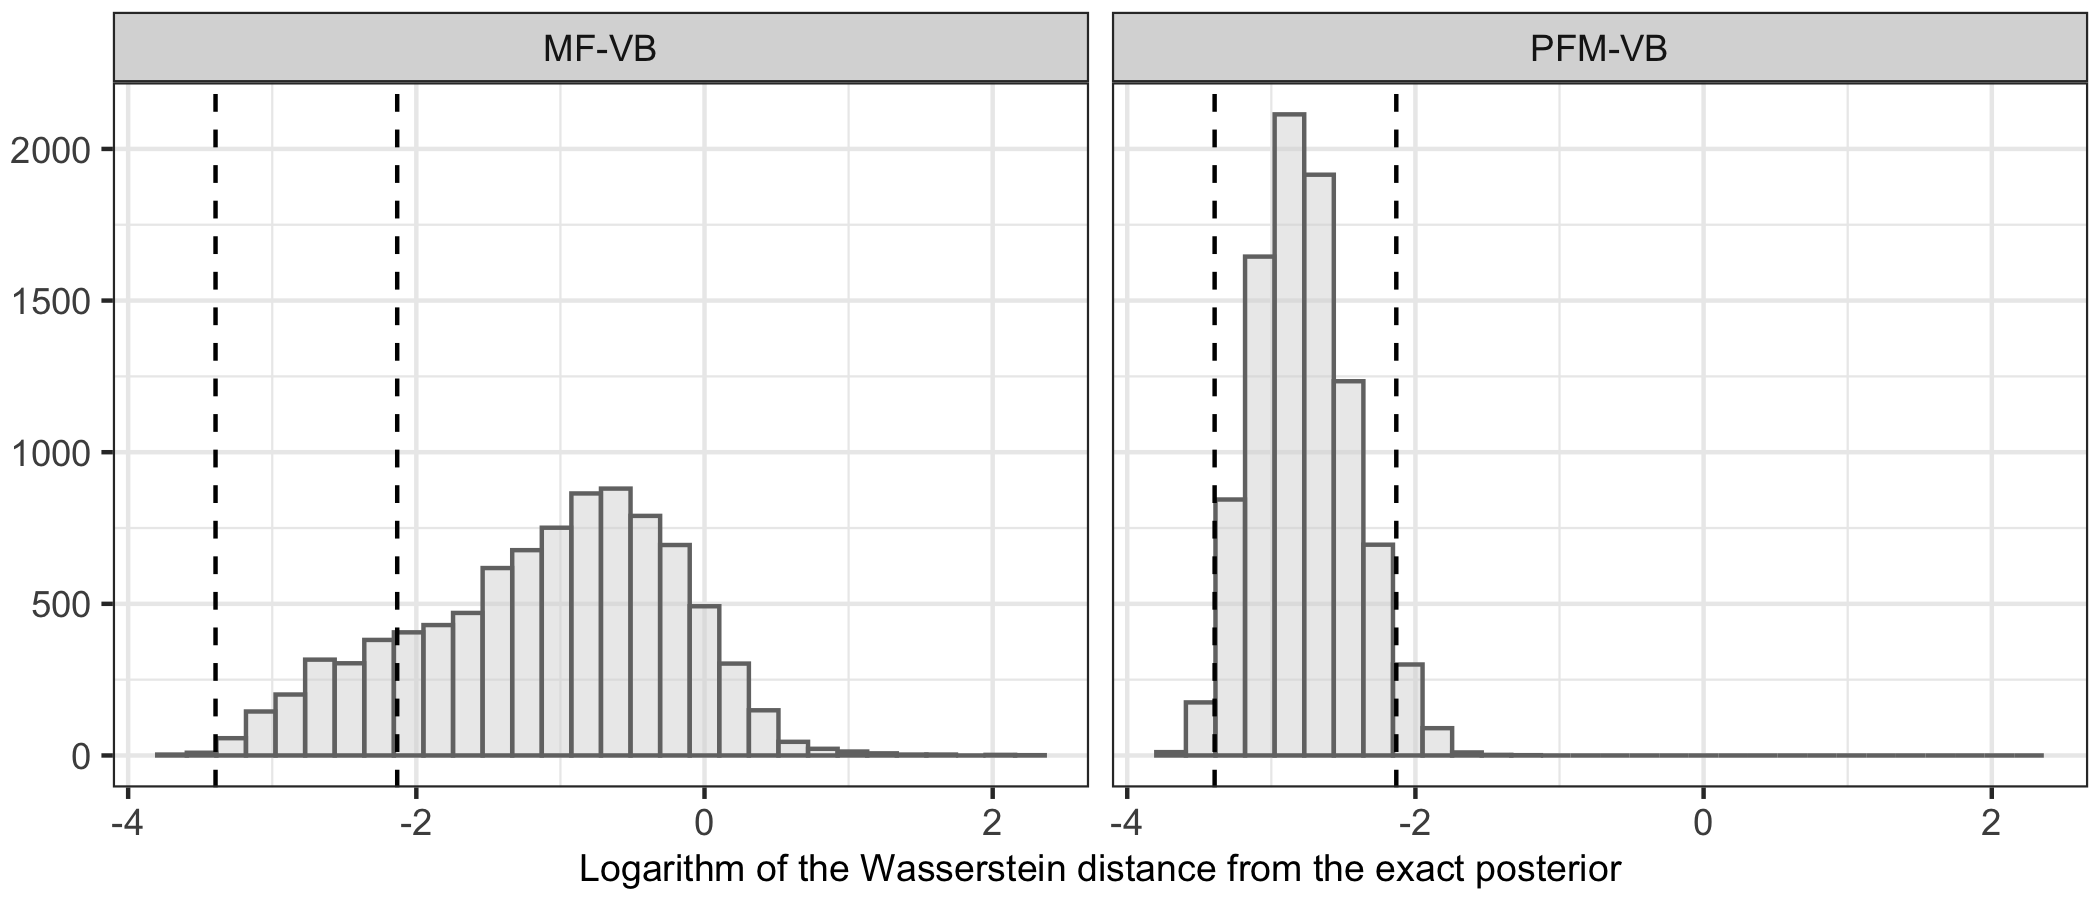 MF-VB PFM-VB
2000
1500
1000
500
0
-4 -2 0 2 -4 -2 0 2
Logarithm of the Wasserstein distance from the exact posterior